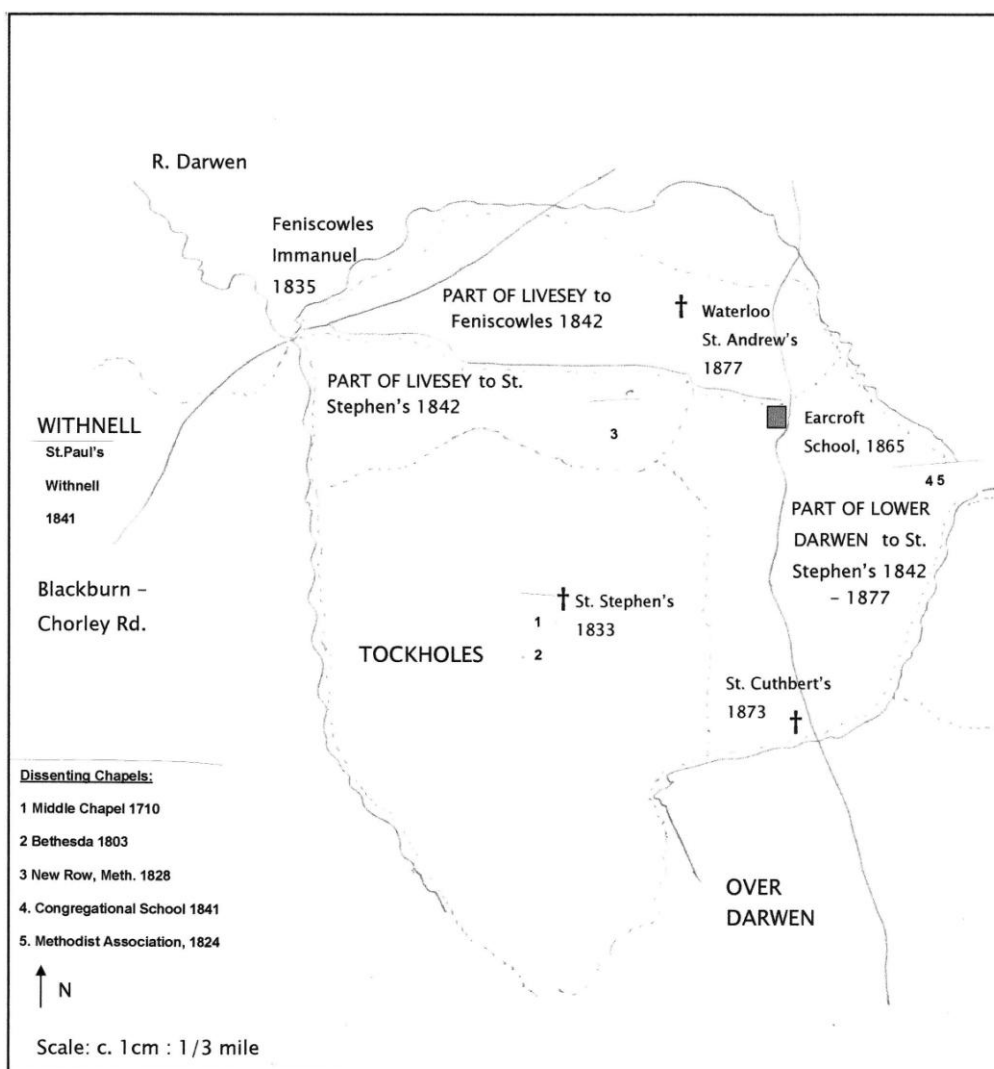 R. Darwen
Feniscowles
Immanuel
1835
PART OF LIVESEY to
Feniscowles 1842
Waterloo
St. Andrew's
1877
PART OF LIVESEY to St.
Stephen's 1842
WITHNELL
St.Paul's
Withnell
1841
3
Earcroft
School, 1865
4 5
PART OF LOWER
DARWEN to St.
Stephen's 1842
– 1877
Blackburn –
Chorley Rd.
St. Stephen's
1833
1
2
TOCKHOLES
St. Cuthbert's
1873
Dissenting Chapels:
1 Middle Chapel 1710
2 Bethesda 1803
3 New Row, Meth. 1828
4. Congregational School 1841
5. Methodist Association, 1824
OVER
DARWEN
N
Scale: c. 1cm : 1/3 mile